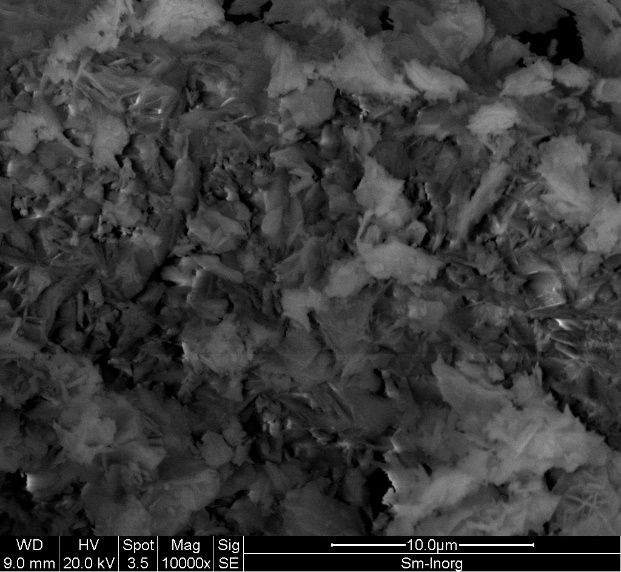 WD HV Spot Mag Sig 10.0µm
9.0 mm 20.0 kV 3.5 10000x SE Sm-Inorg